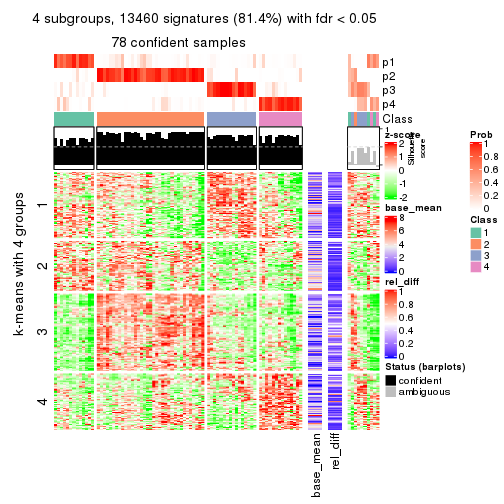 4 subgroups, 13460 signatures (81.4%) with fdr < 0.05
78 confident samples
p1
p2
p3
p4
Class
1
0
Silhouette
score
k-means with 4 groups
1
2
3
4
base_mean
rel_diff
z-score
2
1
0
-1
-2
base_mean
8
6
4
2
0
rel_diff
1
0.8
0.6
0.4
0.2
0
Status (barplots)
confident
ambiguous
Prob
1
0.8
0.6
0.4
0.2
0
Class
1
2
3
4